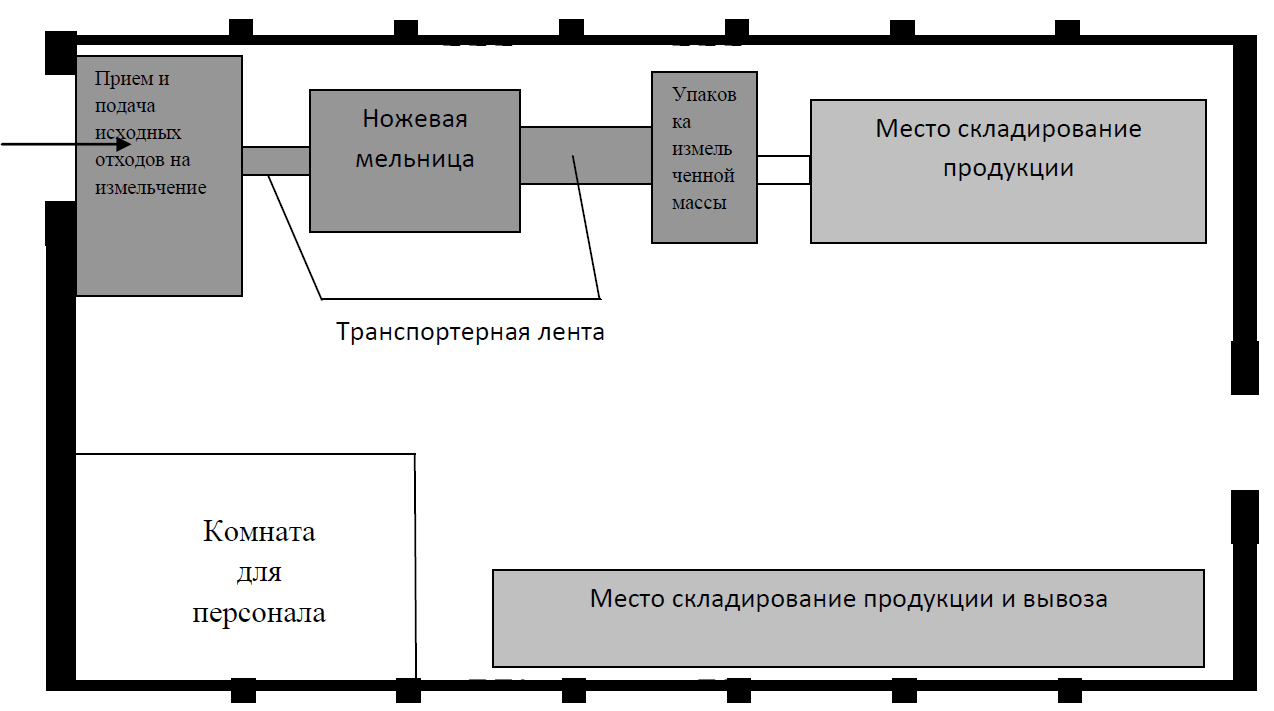 Прием и
подача
исходных
отходов на
измельчение
Ножевая
мельница
Упаков
ка
измель
ченной
массы
Место складирование
продукции
Транспортерная лента
Комната
для
персонала
Место складирование продукции и вывоза